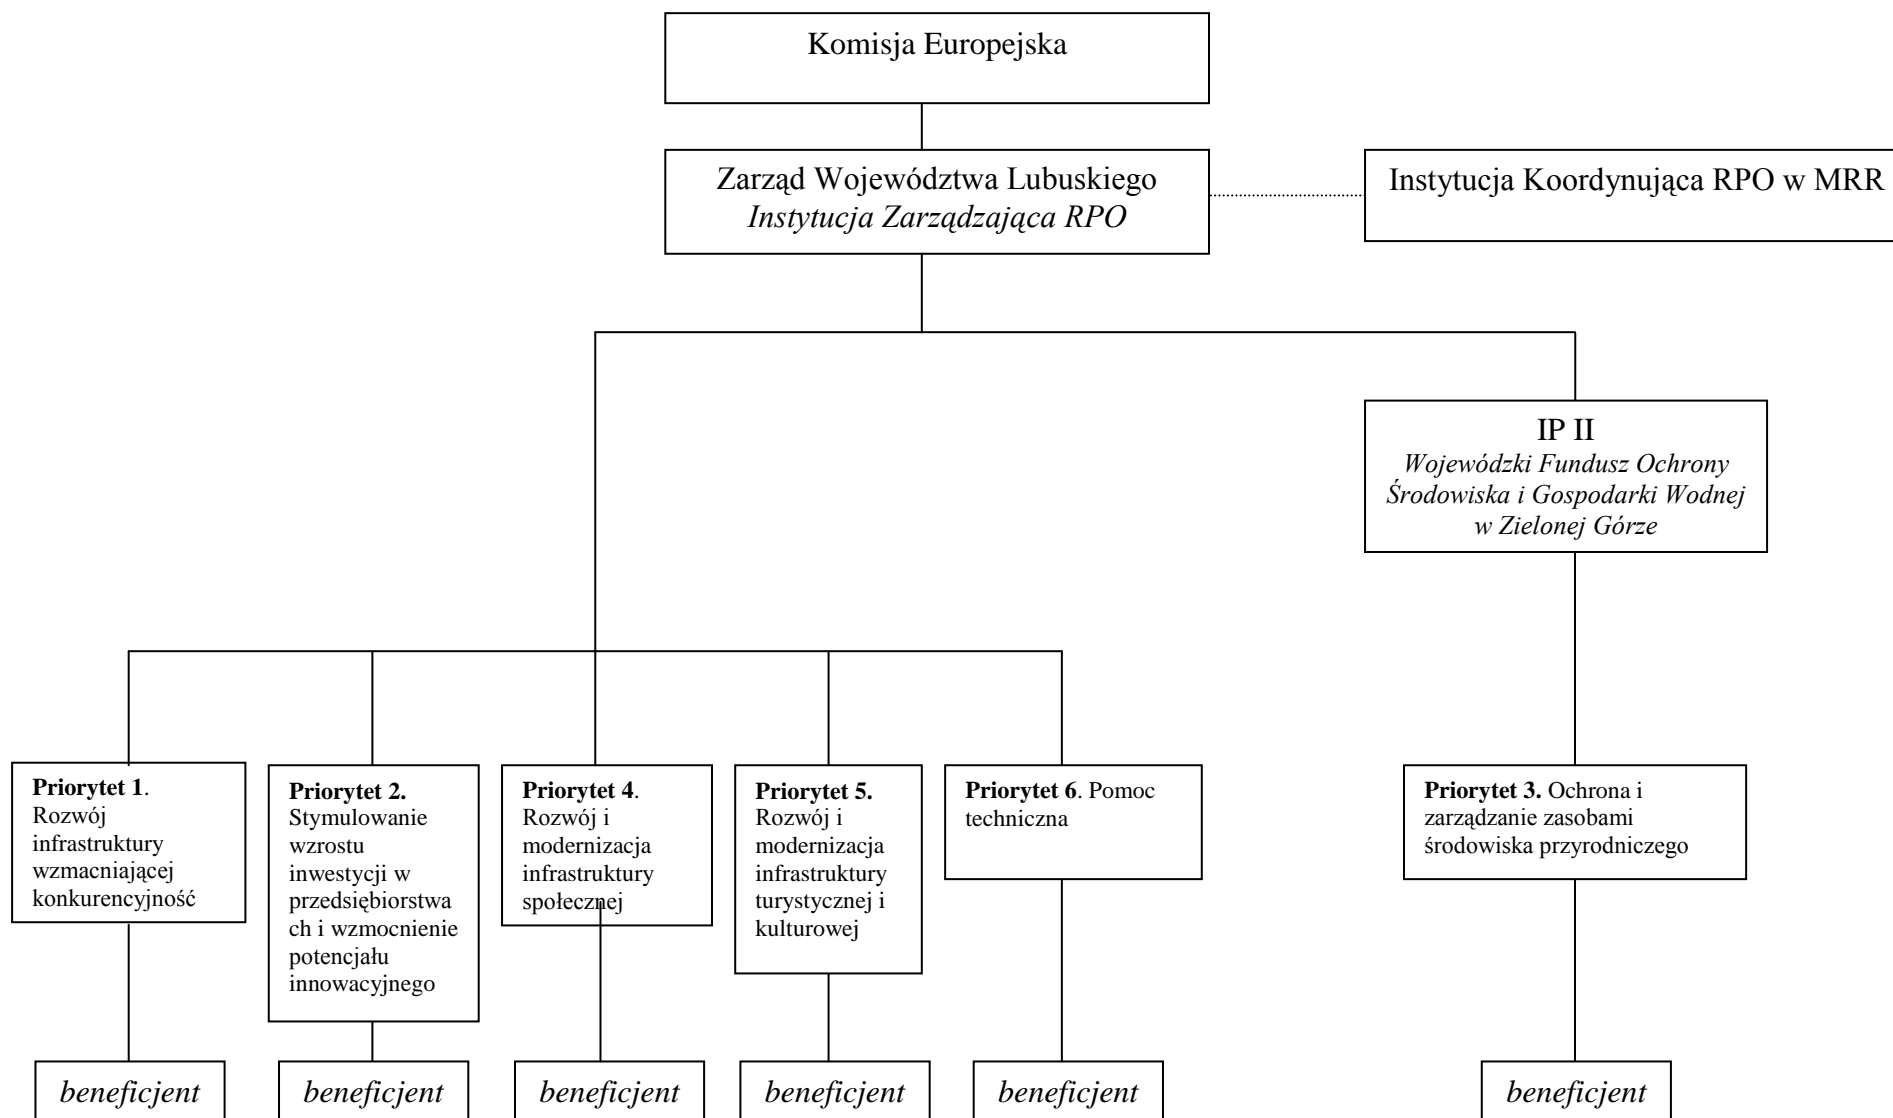 Komisja Europejska
Zarząd Województwa Lubuskiego
Instytucja Zarządzająca RPO
Instytucja Koordynująca RPO w MRR
IP II
Wojewódzki Fundusz Ochrony
Środowiska i Gospodarki Wodnej
w Zielonej Górze
Priorytet 1.
Rozwój
infrastruktury
wzmacniającej
konkurencyjność
Priorytet 2.
Stymulowanie
wzrostu
inwestycji w
przedsiębiorstwa
ch i wzmocnienie
potencjału
innowacyjnego
Priorytet 4.
Rozwój i
modernizacja
infrastruktury
społecznej
Priorytet 5.
Rozwój i
modernizacja
infrastruktury
turystycznej i
kulturowej
Priorytet 6. Pomoc
techniczna
Priorytet 3. Ochrona i
zarządzanie zasobami
środowiska przyrodniczego
beneficjent
beneficjent
beneficjent
beneficjent
beneficjent
beneficjent